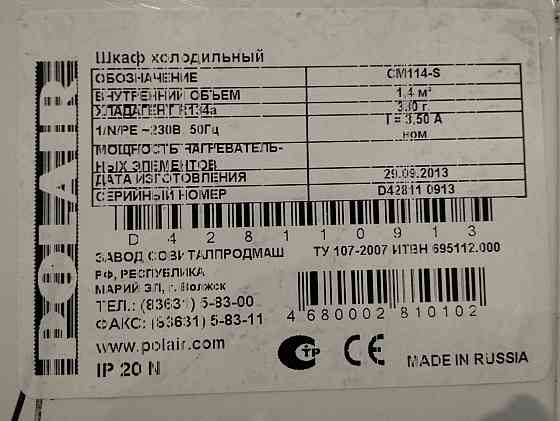 POLAIR
Шкаф холодильный
ОБОЗНАЧЕНИЕ CM114-S
ВНУТРЕННИЙ ОБЪЕМ 1,4 м³
ХЛАДАГЕНТ R134a г.
1/N/PE ~230В 50Гц I = 3,50 А
ном
МОЩНОСТЬ НАГРЕВАТЕЛЬ-
НЫХ ЭЛЕМЕНТОВ
ДАТА ИЗГОТОВЛЕНИЯ 29.09.2013
СЕРИЙНЫЙ НОМЕР D42811 0913
D 4 2 8 1 1 0 9 1 3
ЗАВОД СОВИТАЛПРОДМАШ ТУ 107-2007 ИТВН 695112.000
РФ, РЕСПУБЛИКА
МАРИЙ ЭЛ, г. Волжск
ТЕЛ.: (83631) 5-83-00
ФАКС: (83631) 5-83-11
4 680002 810102
www.polair.com
IP 20 N
СТР CE MADE IN RUSSIA